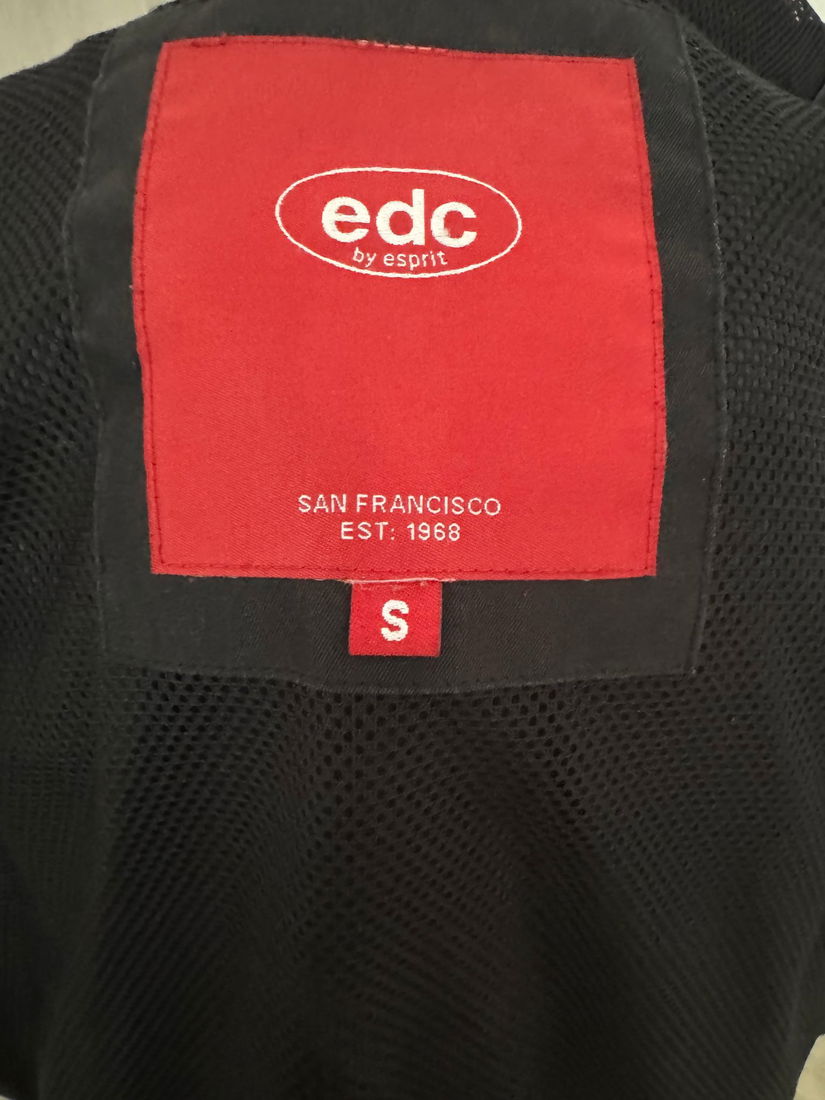 edc
by esprit
SAN FRANCISCO
EST: 1968
S